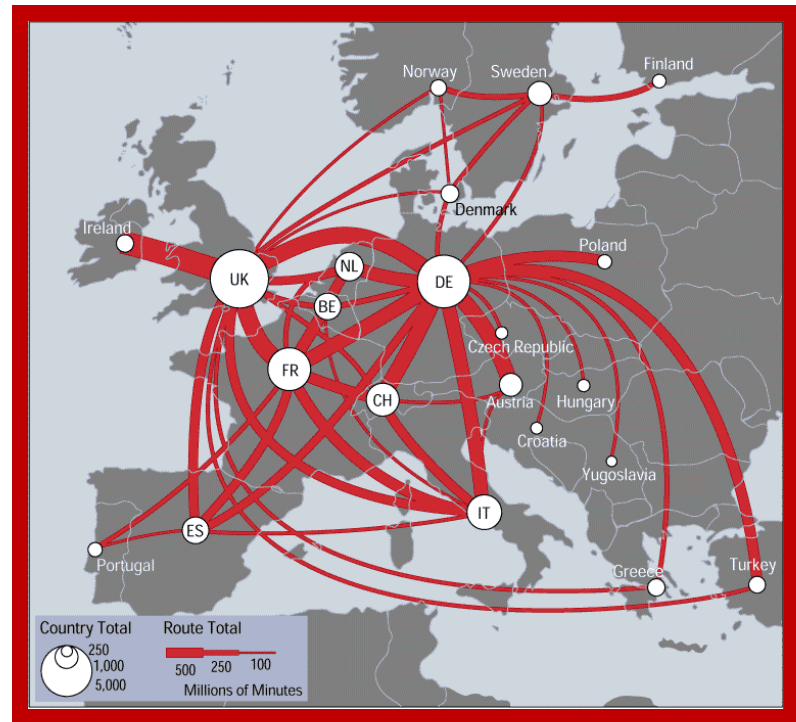 Norway
Sweden
Finland
Denmark
Ireland
UK
NL
DE
Poland
BE
Czech Republic
FR
CH
Austria
Hungary
Croatia
Yugoslavia
IT
ES
Portugal
Greece
Turkey
Country Total
250
1,000
5,000
Route Total
500 250 100
Millions of Minutes